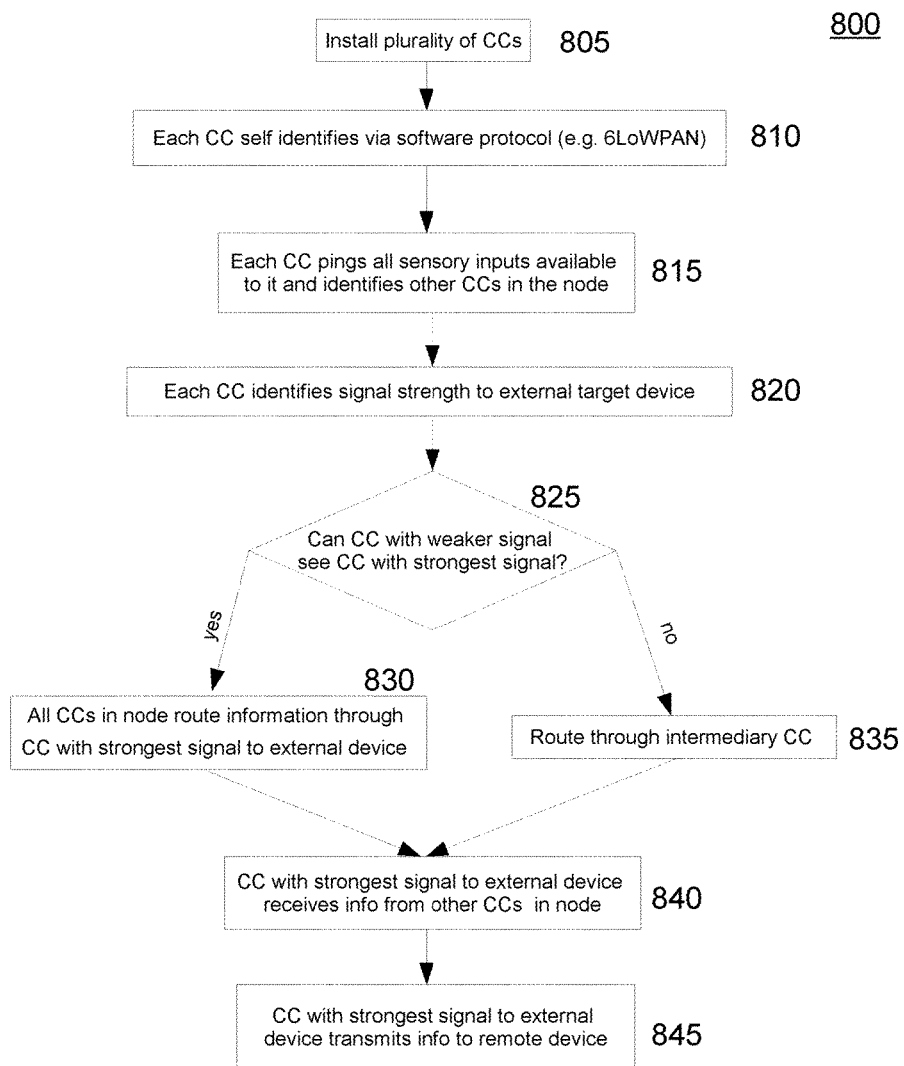 800
Install plurality of CCs
805
Each CC self identifies via software protocol (e.g. 6LoWPAN)
810
Each CC pings all sensory inputs available
to it and identifies other CCs in the node
815
Each CC identifies signal strength to external target device
820
825
Can CC with weaker signal
see CC with strongest signal?
yes
no
830
All CCs in node route information through
CC with strongest signal to external device
Route through intermediary CC
835
CC with strongest signal to external device
receives info from other CCs in node
840
CC with strongest signal to external
device transmits info to remote device
845